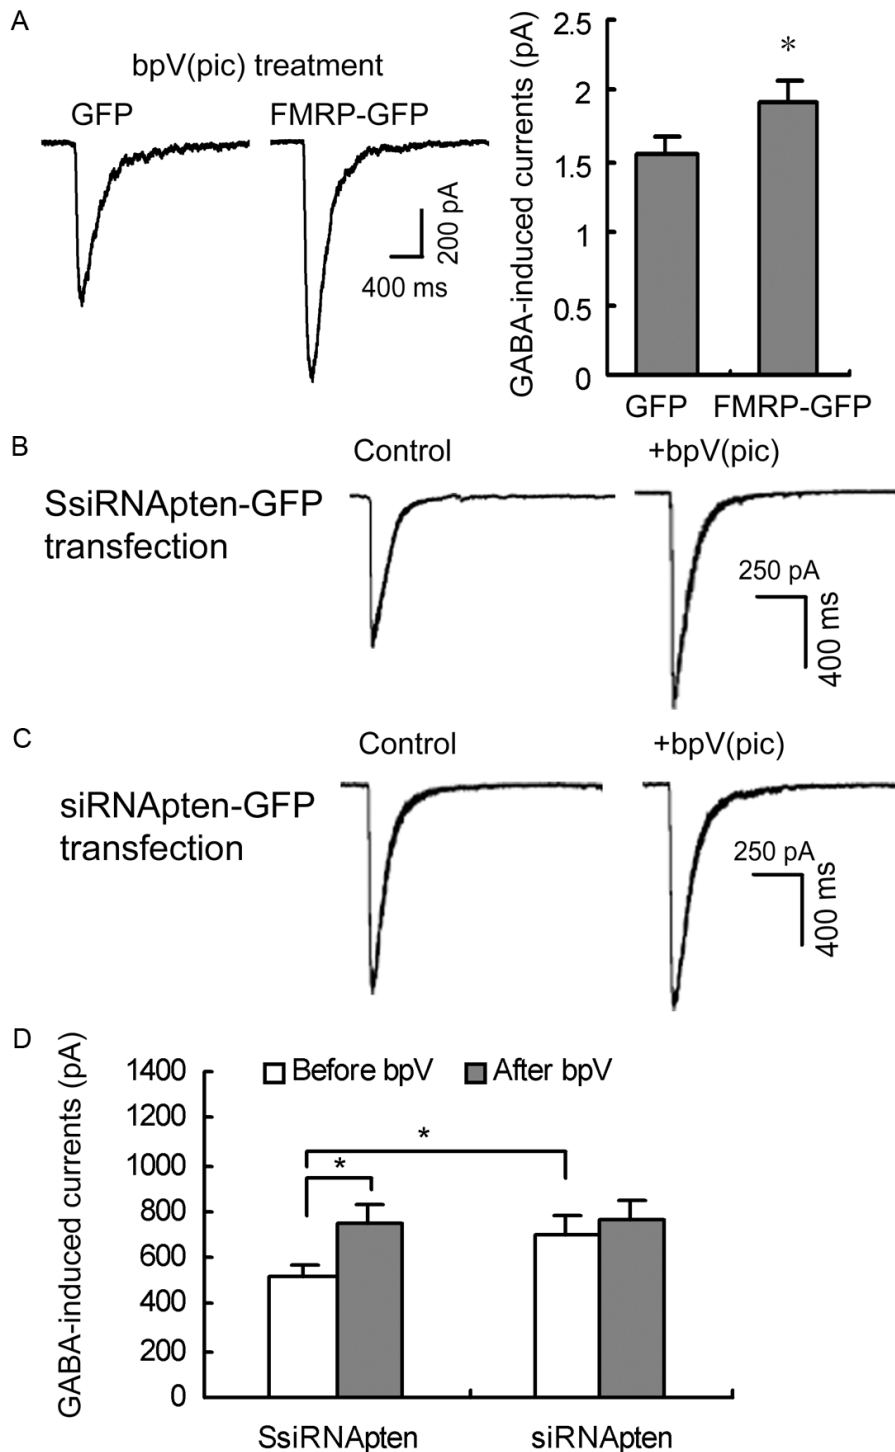 A
bpV(pic) treatment
GFP
FMRP-GFP
200 pA
400 ms
GABA-induced currents (pA)
2.5
2
1.5
1
0.5
0
*
GFP
FMRP-GFP
B
Control
+bpV(pic)
SsiRNApten-GFP
transfection
250 pA
400 ms
C
Control
+bpV(pic)
siRNApten-GFP
transfection
250 pA
400 ms
D
GABA-induced currents (pA)
1400
1200
1000
800
600
400
200
0
Before bpV
After bpV
*
*
SsiRNApten
siRNApten